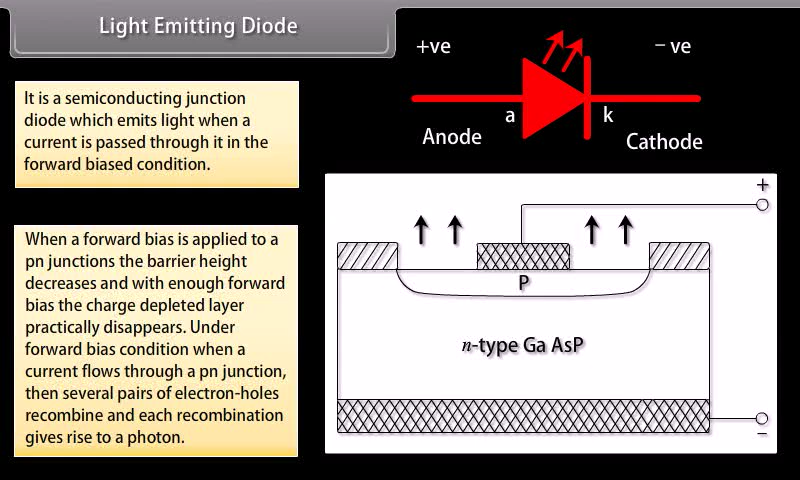 Light Emitting Diode
It is a semiconducting junction
diode which emits light when a
current is passed through it in the
forward biased condition.
+ve
– ve
a
k
Anode
Cathode
When a forward bias is applied to a
pn junctions the barrier height
decreases and with enough forward
bias the charge depleted layer
practically disappears. Under
forward bias condition when a
current flows through a pn junction,
then several pairs of electron-holes
recombine and each recombination
gives rise to a photon.
+
P
n-type Ga AsP
–